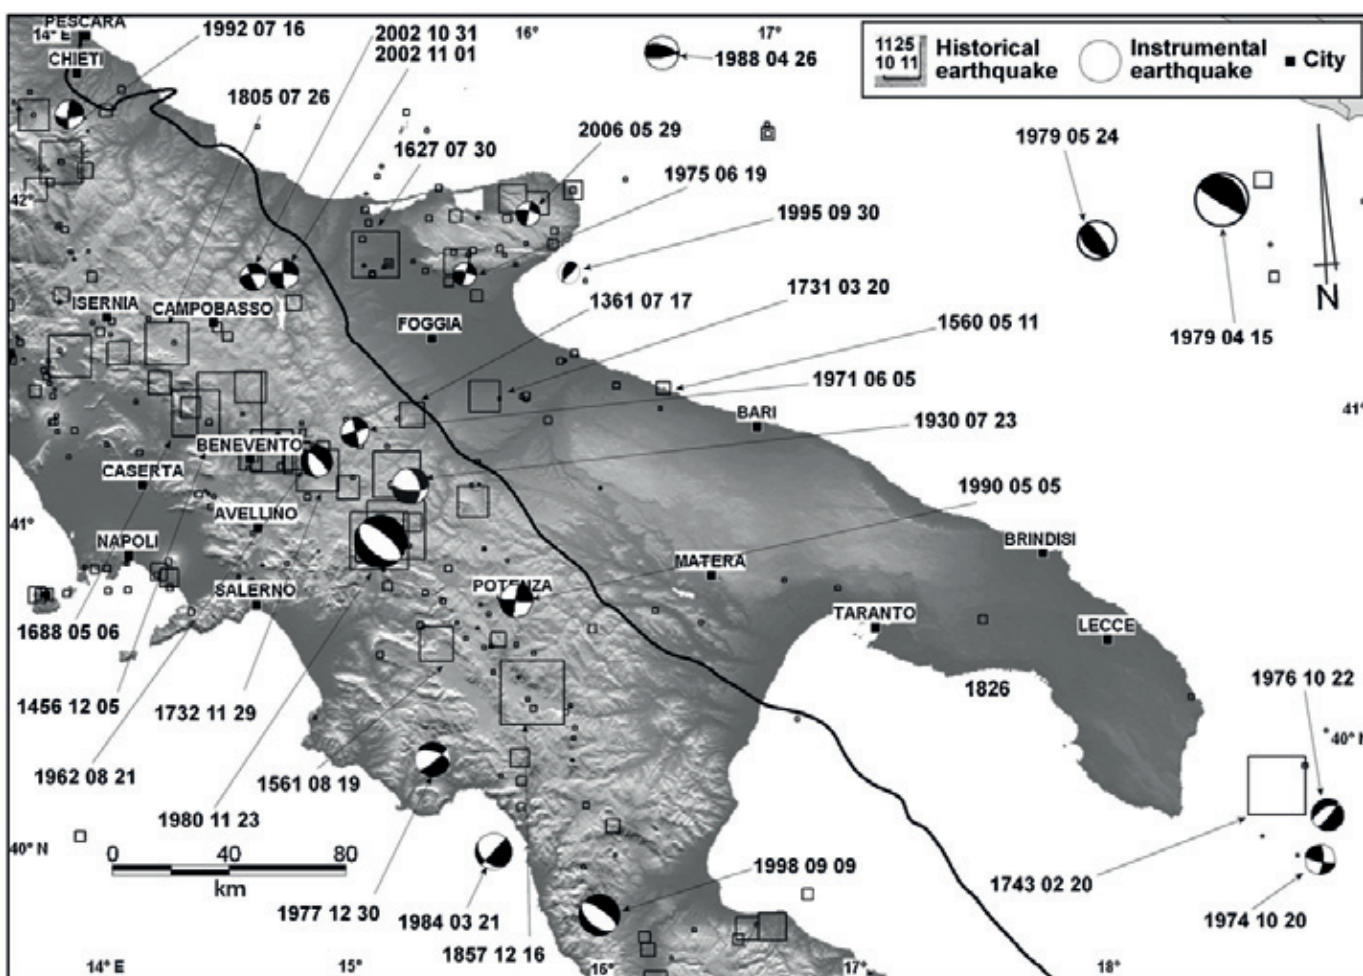 PESCARA
14° E
CHIETI
1992 07 16
2002 10 31
2002 11 01
16°
17°
1988 04 26
1125
10 11
Historical
earthquake
Instrumental
earthquake
City
1805 07 26
1627 07 30
2006 05 29
1975 06 19
1979 05 24
42°
1995 09 30
1731 03 20
1361 07 17
1560 05 11
1979 04 15
N
ISERNIA
CAMPOBASSO
FOGGIA
1971 06 05
1930 07 23
41°
BARI
BENEVENTO
CASERTA
1990 05 05
AVELLINO
41°
NAPOLI
MATERA
BRINDISI
SALERNO
POTENZA
TARANTO
LECCE
1688 05 06
1826
1976 10 22
1456 12 05
1732 11 29
40° N
1962 08 21
1561 08 19
1980 11 23
40° N
0 40 80
km
1998 09 09
1743 02 20
1977 12 30
1984 03 21
1974 10 20
1857 12 16
14° E
15°
16°
17°
18°